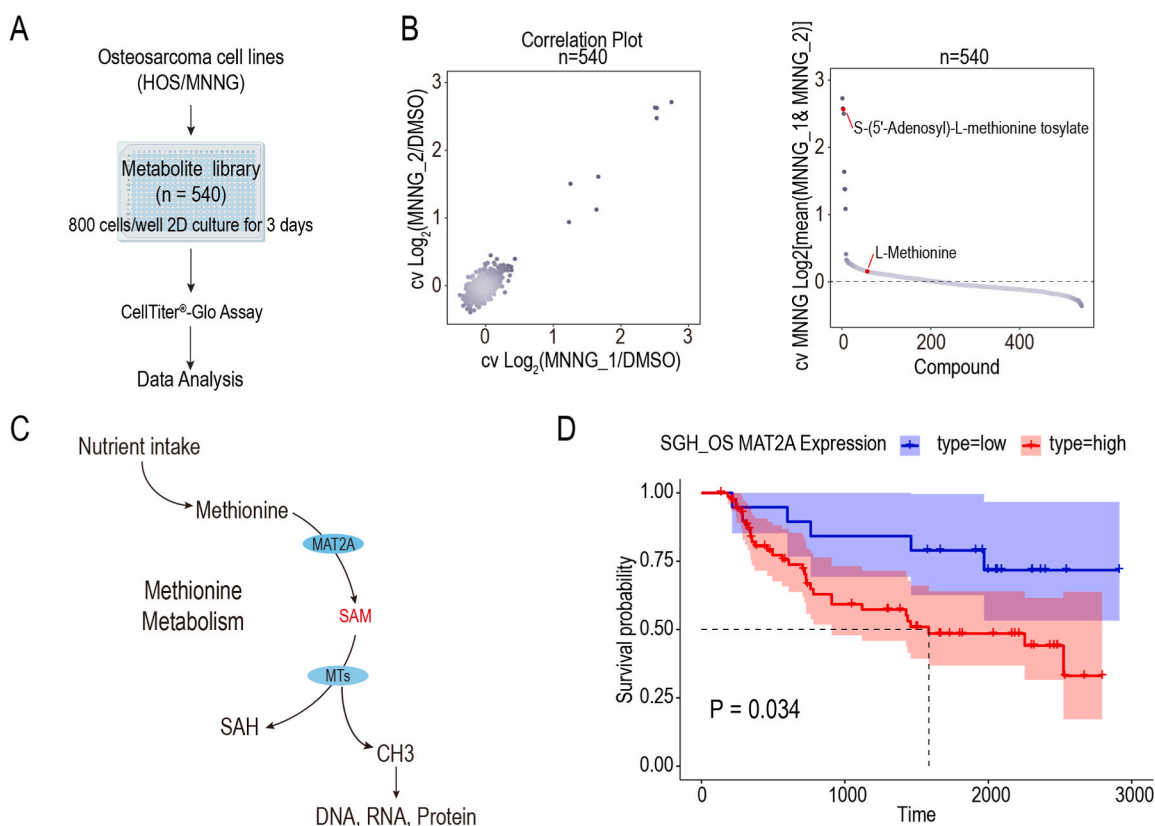 A
Osteosarcoma cell lines
(HOS/MNNG)
Metabolite library
(n = 540)
800 cells/well 2D culture for 3 days
CellTiter®-Glo Assay
Data Analysis
B
Correlation Plot
n=540
cv Log2(MNNG_2/DMSO)
3
2
1
0
0
1
2
3
cv Log2(MNNG_1/DMSO)
n=540
cv MNNG Log2[mean(MNNG_1& MNNG_2)]
3
2
1
0
S-(5'-Adenosyl)-L-methionine tosylate
L-Methionine
0
200
400
Compound
C
Nutrient intake
Methionine
MAT2A
Methionine
Metabolism
SAM
MTs
SAH
CH3
DNA, RNA, Protein
D
SGH_OS MAT2A Expression type=low type=high
Survival probability
1.00
0.75
0.50
0.25
0.00
P = 0.034
0
1000
2000
3000
Time